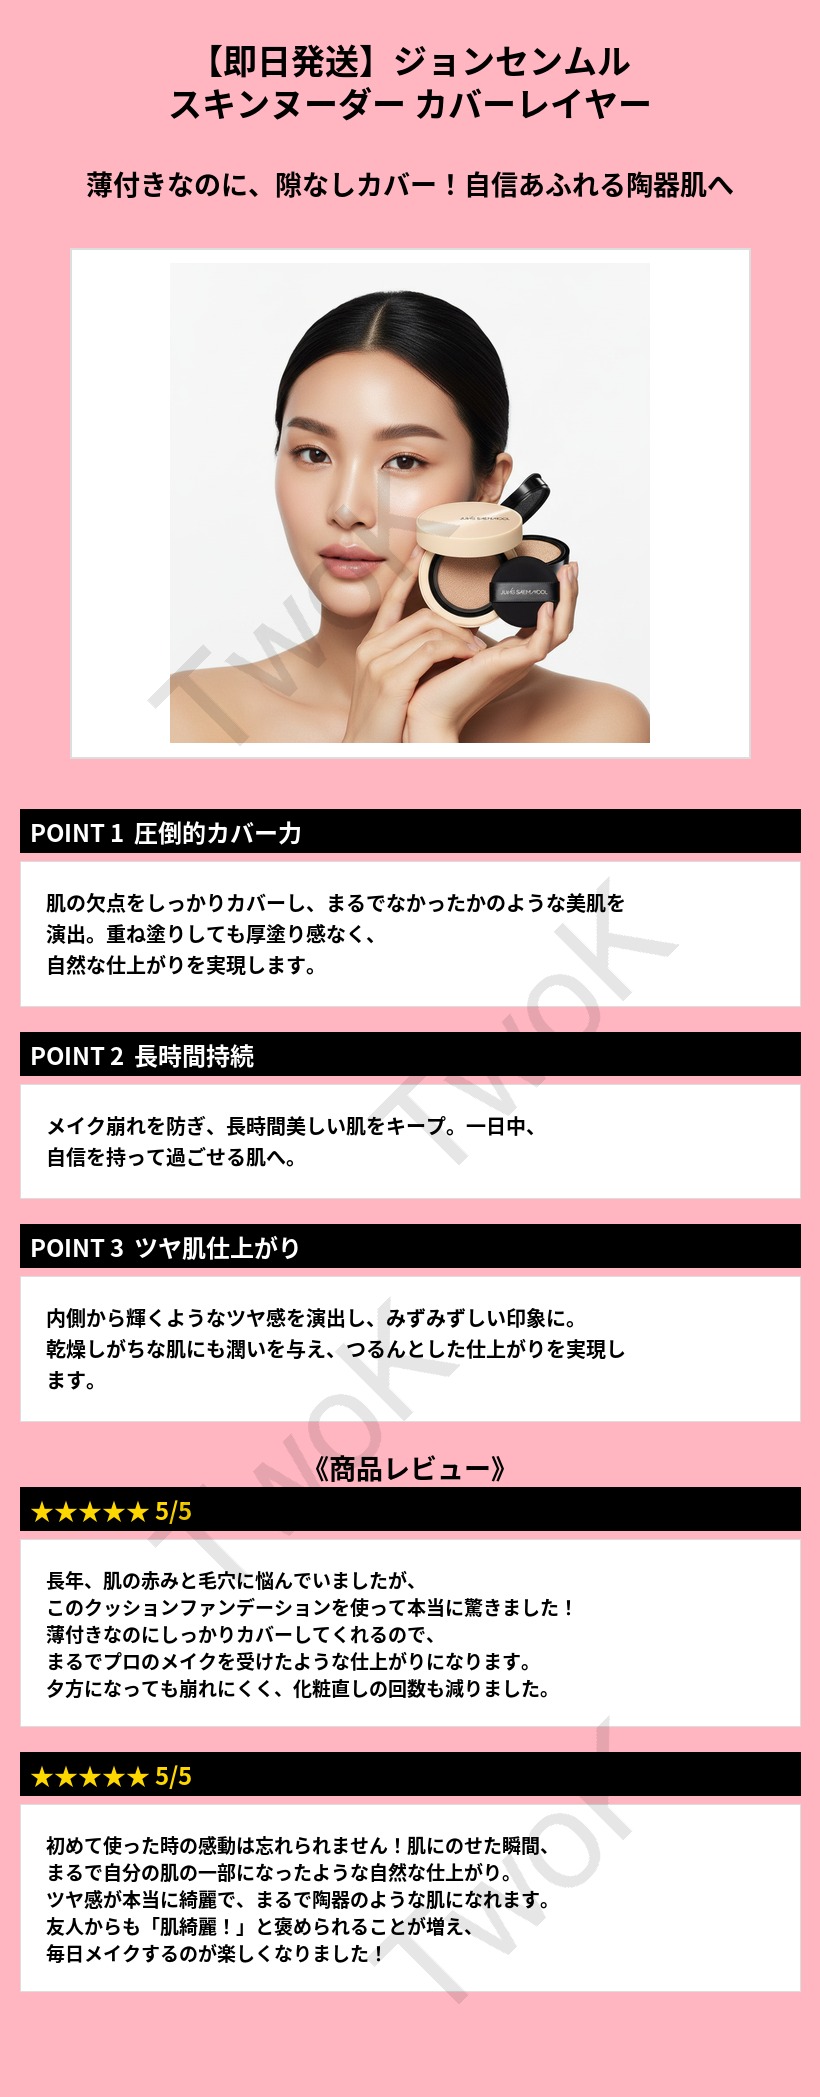 【即日発送】ジョンセンムル
スキンヌーダー カバーレイヤー
薄付きなのに、隙なしカバー！自信あふれる陶器肌へ
JUNG SAEM MOOL
JUNG SAEM MOOL
TwoK
POINT 1 圧倒的カバー力
肌の欠点をしっかりカバーし、まるでなかったかのような美肌を
演出。重ね塗りしても厚塗り感なく、
自然な仕上がりを実現します。
TwoK
POINT 2 長時間持続
メイク崩れを防ぎ、長時間美しい肌をキープ。一日中、
自信を持って過ごせる肌へ。
POINT 3 ツヤ肌仕上がり
内側から輝くようなツヤ感を演出し、みずみずしい印象に。
乾燥しがちな肌にも潤いを与え、つるんとした仕上がりを実現し
ます。
TwoK
《商品レビュー》
★★★★★ 5/5
長年、肌の赤みと毛穴に悩んでいましたが、
このクッションファンデーションを使って本当に驚きました！
薄付きなのにしっかりカバーしてくれるので、
まるでプロのメイクを受けたような仕上がりになります。
夕方になっても崩れにくく、化粧直しの回数も減りました。
★★★★★ 5/5
初めて使った時の感動は忘れられません！肌にのせた瞬間、
まるで自分の肌の一部になったような自然な仕上がり。
ツヤ感が本当に綺麗で、まるで陶器のような肌になれます。
友人からも「肌綺麗！」と褒められることが増え、
毎日メイクするのが楽しくなりました！
TwoK